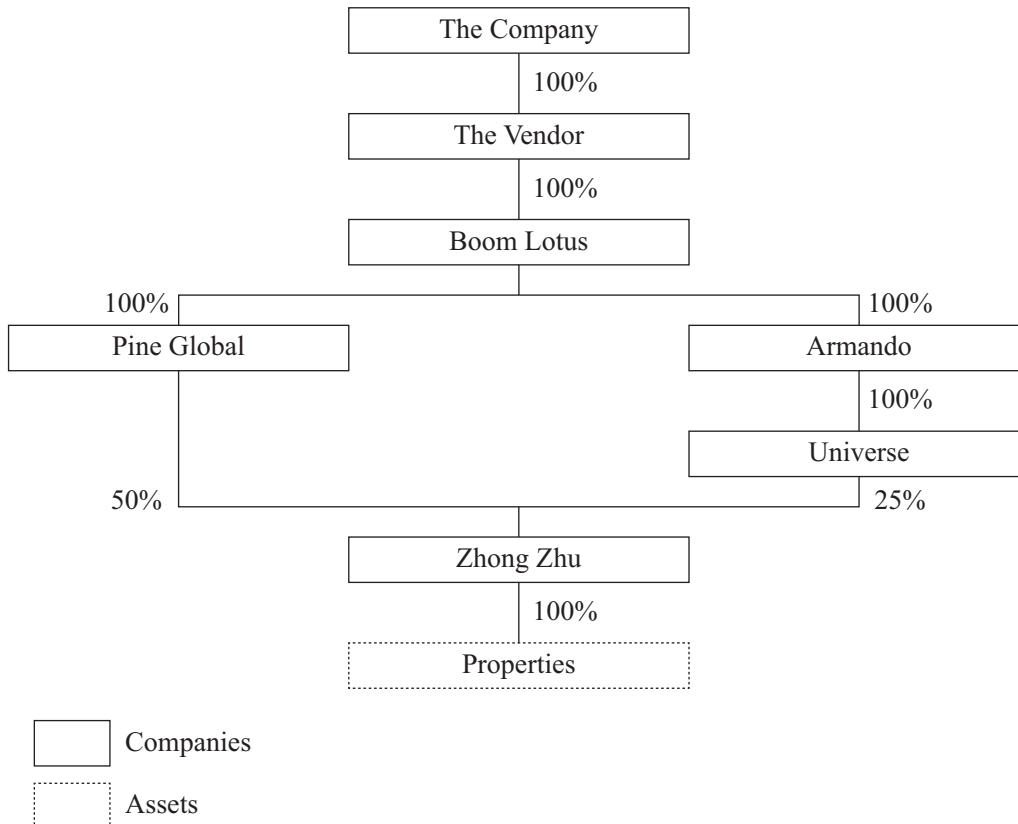 The Company
100%
The Vendor
100%
Boom Lotus
100% 100%
Pine Global Armando
100%
Universe
50% 25%
Zhong Zhu
100%
Properties
Companies
Assets